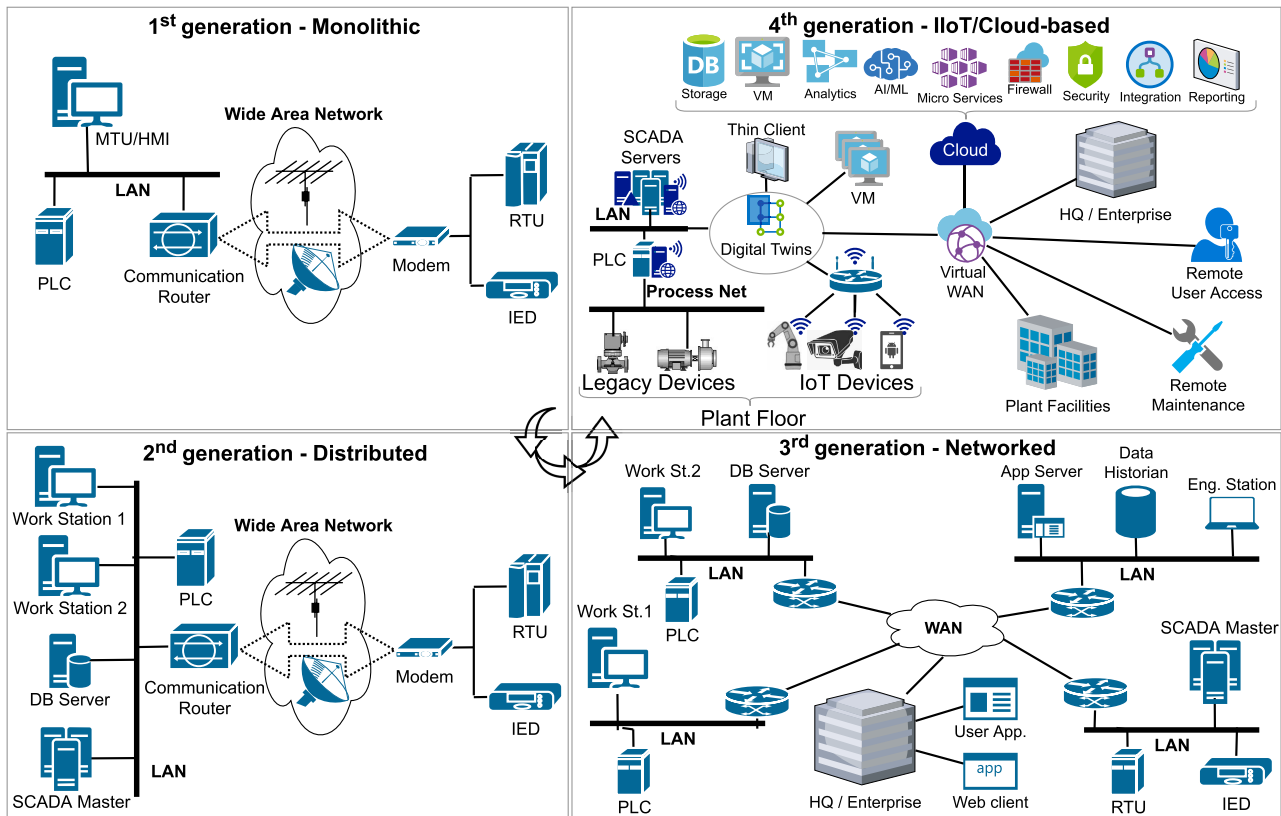 1st generation - Monolithic
MTU/HMI
LAN
PLC
Communication
Router
Wide Area Network
Modem
RTU
IED
4th generation - IIoT/Cloud-based
DB
Storage
VM
Analytics
AI/ML
Micro Services
Firewall
Security
Integration
Reporting
SCADA
Servers
LAN
PLC
Process Net
Thin Client
VM
Digital Twins
Cloud
Virtual
WAN
HQ / Enterprise
Remote
User Access
Remote
Maintenance
Plant Facilities
Legacy Devices
IoT Devices
Plant Floor
2nd generation - Distributed
Work Station 1
Work Station 2
DB Server
SCADA Master
LAN
PLC
Communication
Router
Wide Area Network
Modem
RTU
IED
3rd generation - Networked
Work St.2
DB Server
LAN
PLC
Work St.1
LAN
PLC
App Server
Data
Historian
Eng. Station
LAN
WAN
SCADA Master
LAN
RTU
IED
HQ / Enterprise
User App.
app
Web client